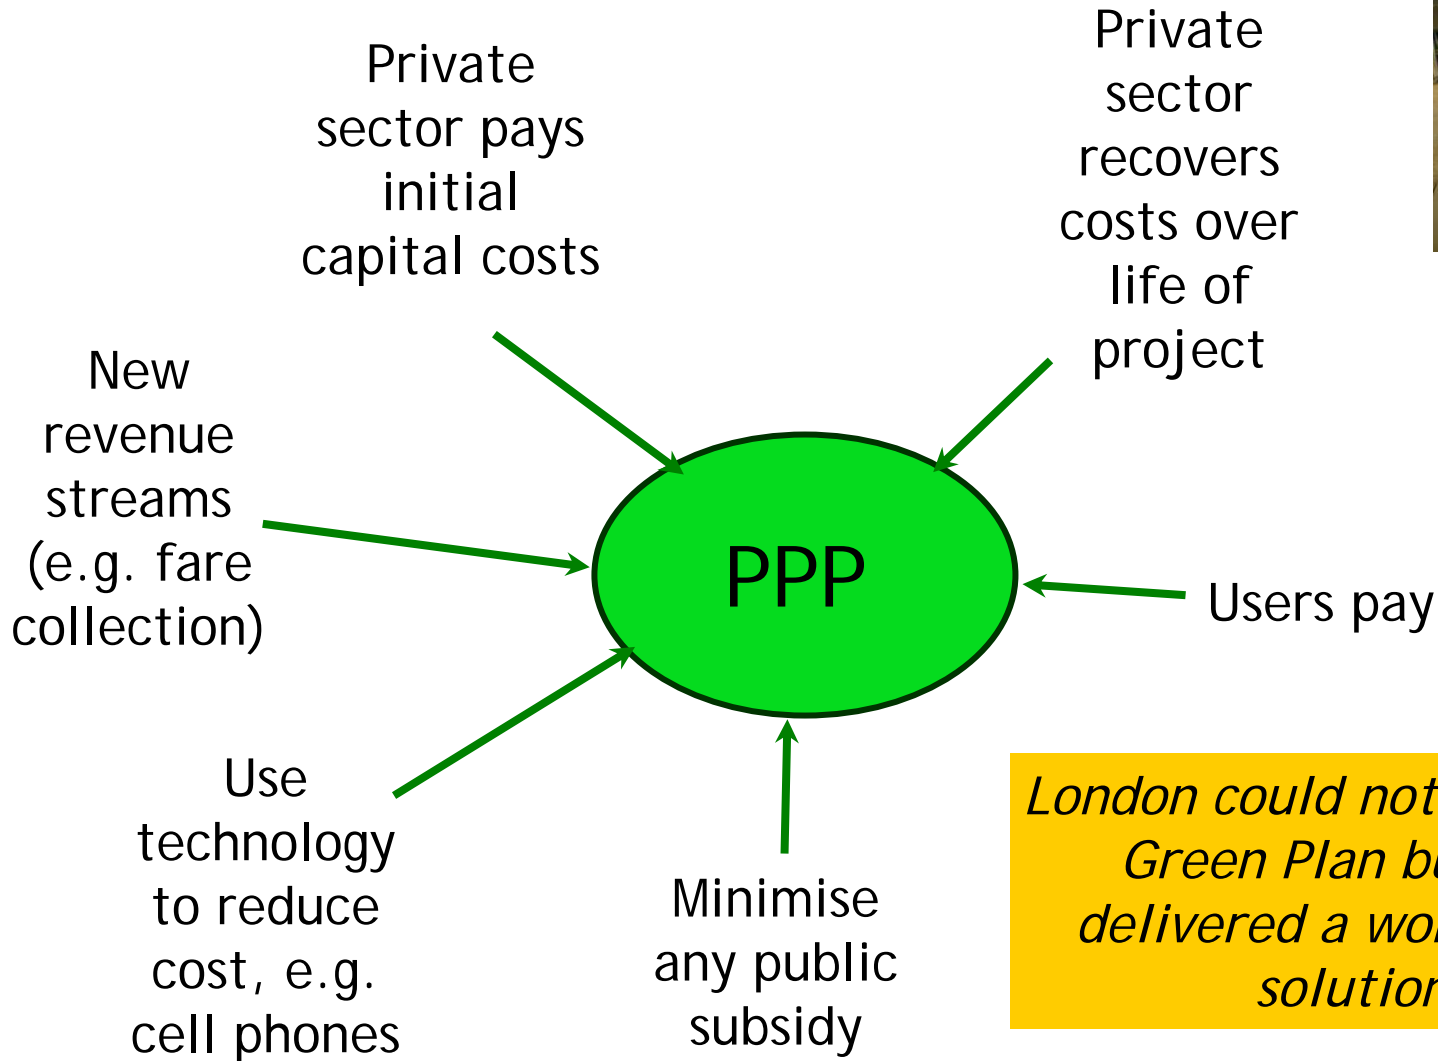 Private
sector pays
initial
capital costs
Private
sector
recovers
costs over
life of
project
New
revenue
streams
(e.g. fare
collection)
PPP
Users pay
Use
technology
to reduce
cost, e.g.
cell phones
Minimise
any public
subsidy
London could not
Green Plan
delivered a
solution